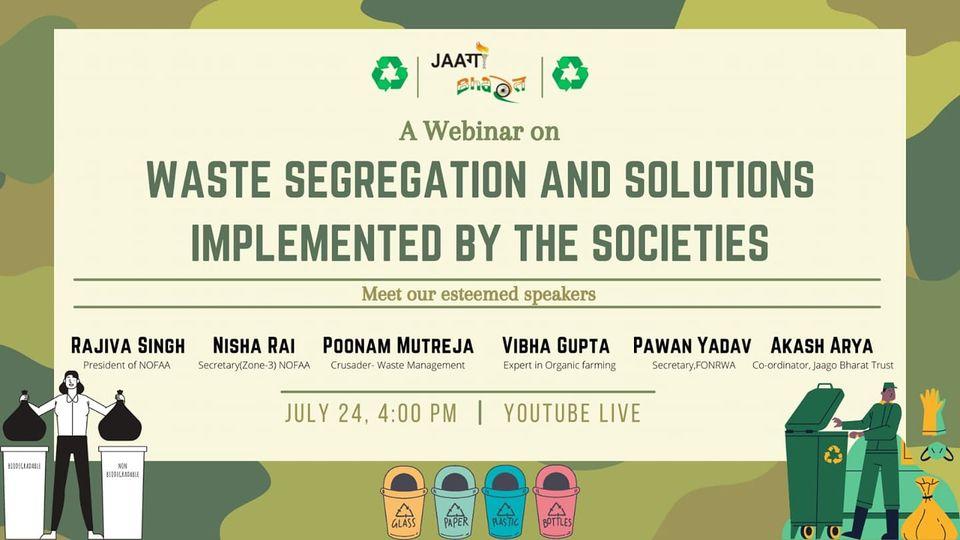 JAAगो
Bhaरत
A Webinar on
WASTE SEGREGATION AND SOLUTIONS
IMPLEMENTED BY THE SOCIETIES
Meet our esteemed speakers
RAJIVA SINGH NISHA RAI POONAM MUTREJA VIBHA GUPTA PAWAN YADAV AKASH ARYA
President of NOFAA Secretary(Zone-3) NOFAA Crusader- Waste Management Expert in Organic farming Secretary,FONRWA Co-ordinator, Jaago Bharat Trust
JULY 24, 4:00 PM | YOUTUBE LIVE
BIODEGRADABLE
NON
BIODEGRADABLE
GLASS PAPER PLASTIC BOTTLES